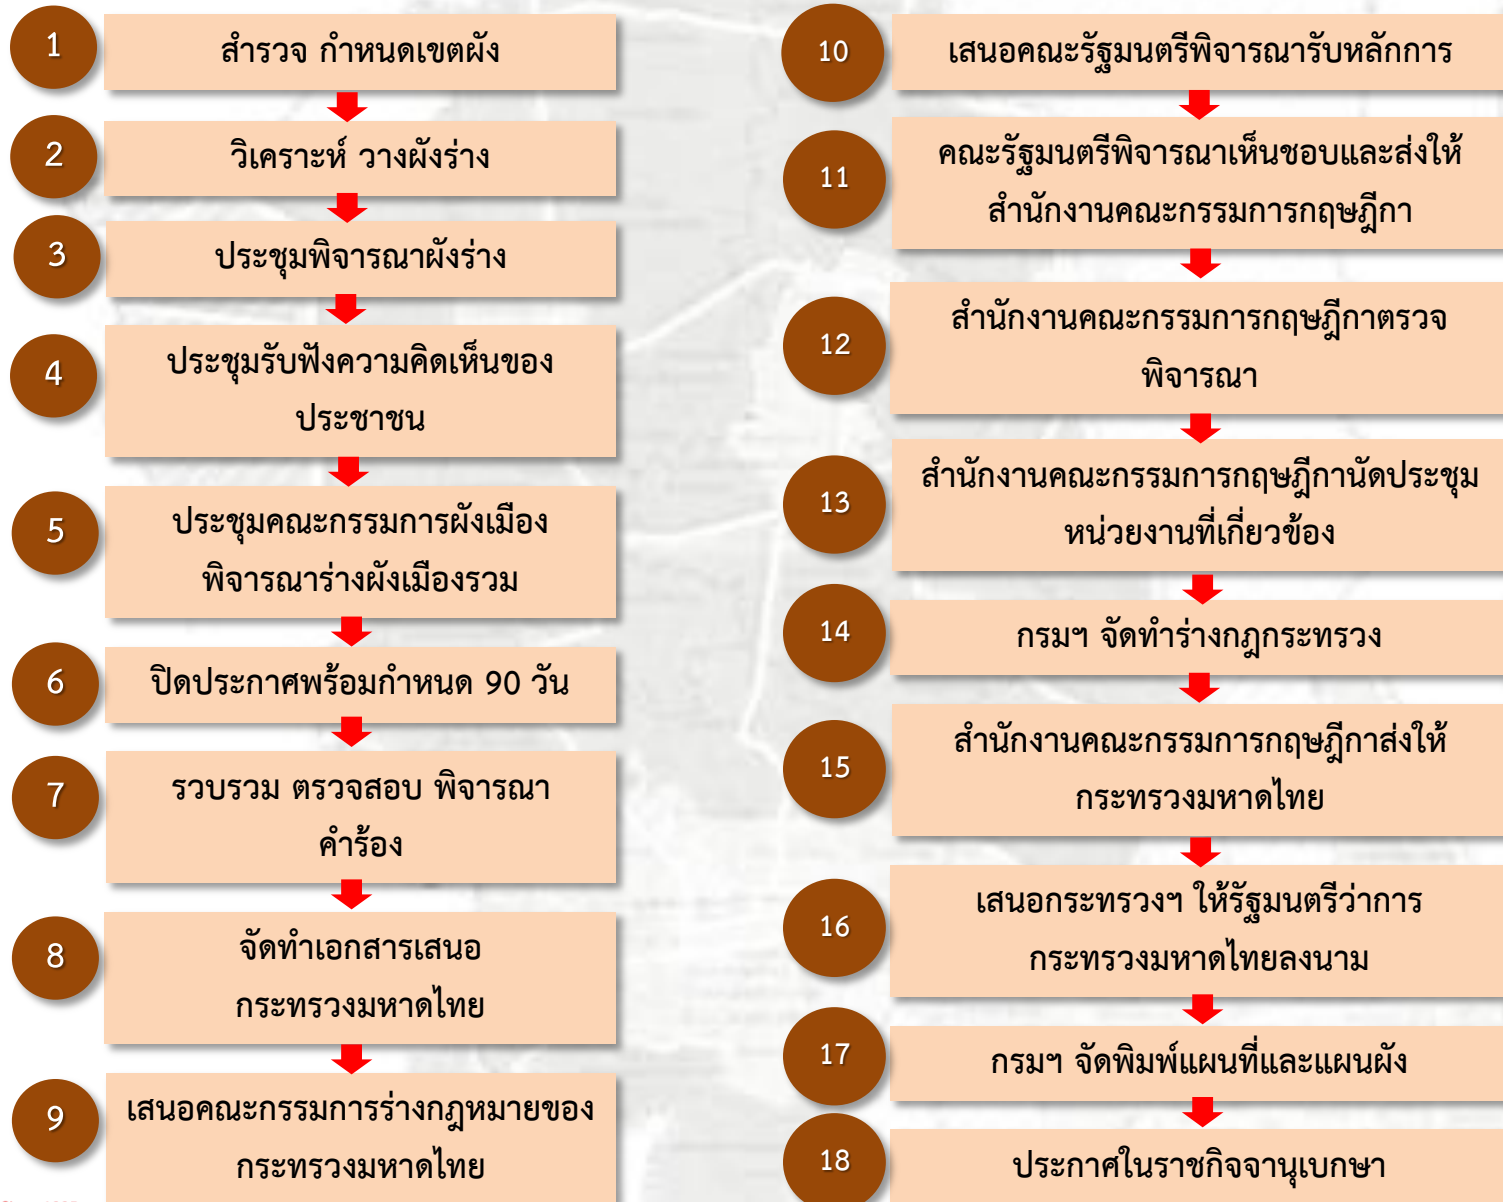 1
สำรวจ กำหนดเขตผัง
2
วิเคราะห์ วางผังร่าง
3
ประชุมพิจารณาผังร่าง
4
ประชุมรับฟังความคิดเห็นของ
ประชาชน
5
ประชุมคณะกรรมการผังเมือง
พิจารณาร่างผังเมืองรวม
6
ปิดประกาศพร้อมกำหนด 90 วัน
7
รวบรวม ตรวจสอบ พิจารณา
คำร้อง
8
จัดทำเอกสารเสนอ
กระทรวงมหาดไทย
9
เสนอคณะกรรมการร่างกฎหมายของ
กระทรวงมหาดไทย
10
เสนอคณะรัฐมนตรีพิจารณารับหลักการ
11
คณะรัฐมนตรีพิจารณาเห็นชอบและส่งให้
สำนักงานคณะกรรมการกฤษฎีกา
12
สำนักงานคณะกรรมการกฤษฎีกาตรวจ
พิจารณา
13
สำนักงานคณะกรรมการกฤษฎีกานัดประชุม
หน่วยงานที่เกี่ยวข้อง
14
กรมฯ จัดทำร่างกฎกระทรวง
15
สำนักงานคณะกรรมการกฤษฎีกาส่งให้
กระทรวงมหาดไทย
16
เสนอกระทรวงฯ ให้รัฐมนตรีว่าการ
กระทรวงมหาดไทยลงนาม
17
กรมฯ จัดพิมพ์แผนที่และแผนผัง
18
ประกาศในราชกิจจานุเบกษา